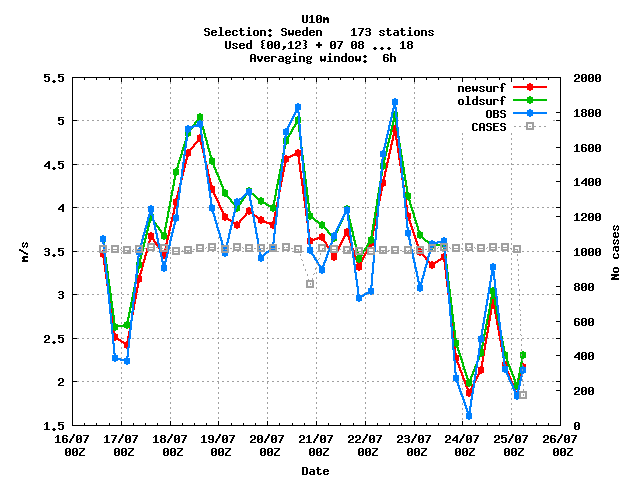 U10m
Selection: Sweden    173 stations
Used {00,12} + 07 08 ... 18
Averaging window:  6h
newsurf
oldsurf
OBS
CASES
5.5
5
4.5
4
3.5
3
2.5
2
1.5
m/s
2000
1800
1600
1400
1200
1000
800
600
400
200
0
No cases
16/07 17/07 18/07 19/07 20/07 21/07 22/07 23/07 24/07 25/07 26/07
00Z 00Z 00Z 00Z 00Z 00Z 00Z 00Z 00Z 00Z 00Z
Date